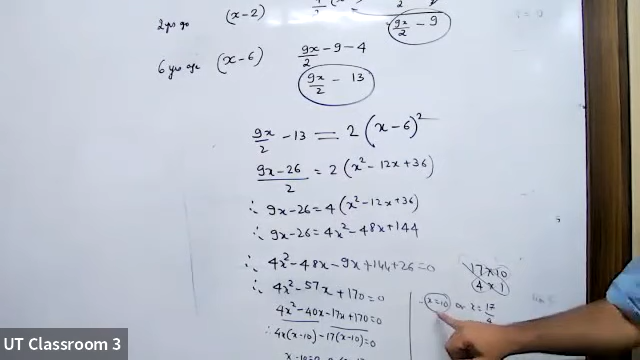 2 yrs ago (x-2) 9x/2 - 9
6 yrs ago (x-6) 9x/2 - 9 - 4
9x/2 - 13
9x/2 - 13 = 2(x-6)²
9x-26/2 = 2(x²-12x+36)
∴ 9x-26 = 4(x²-12x+36)
∴ 9x-26 = 4x²-48x+144
∴ 4x²-48x-9x+144+26=0
∴ 4x²-57x+170=0
4x²-40x-17x+170=0
∴ 4x(x-10)-17(x-10)=0
17x10
4x1
x=10 or x=17/4
UT Classroom 3